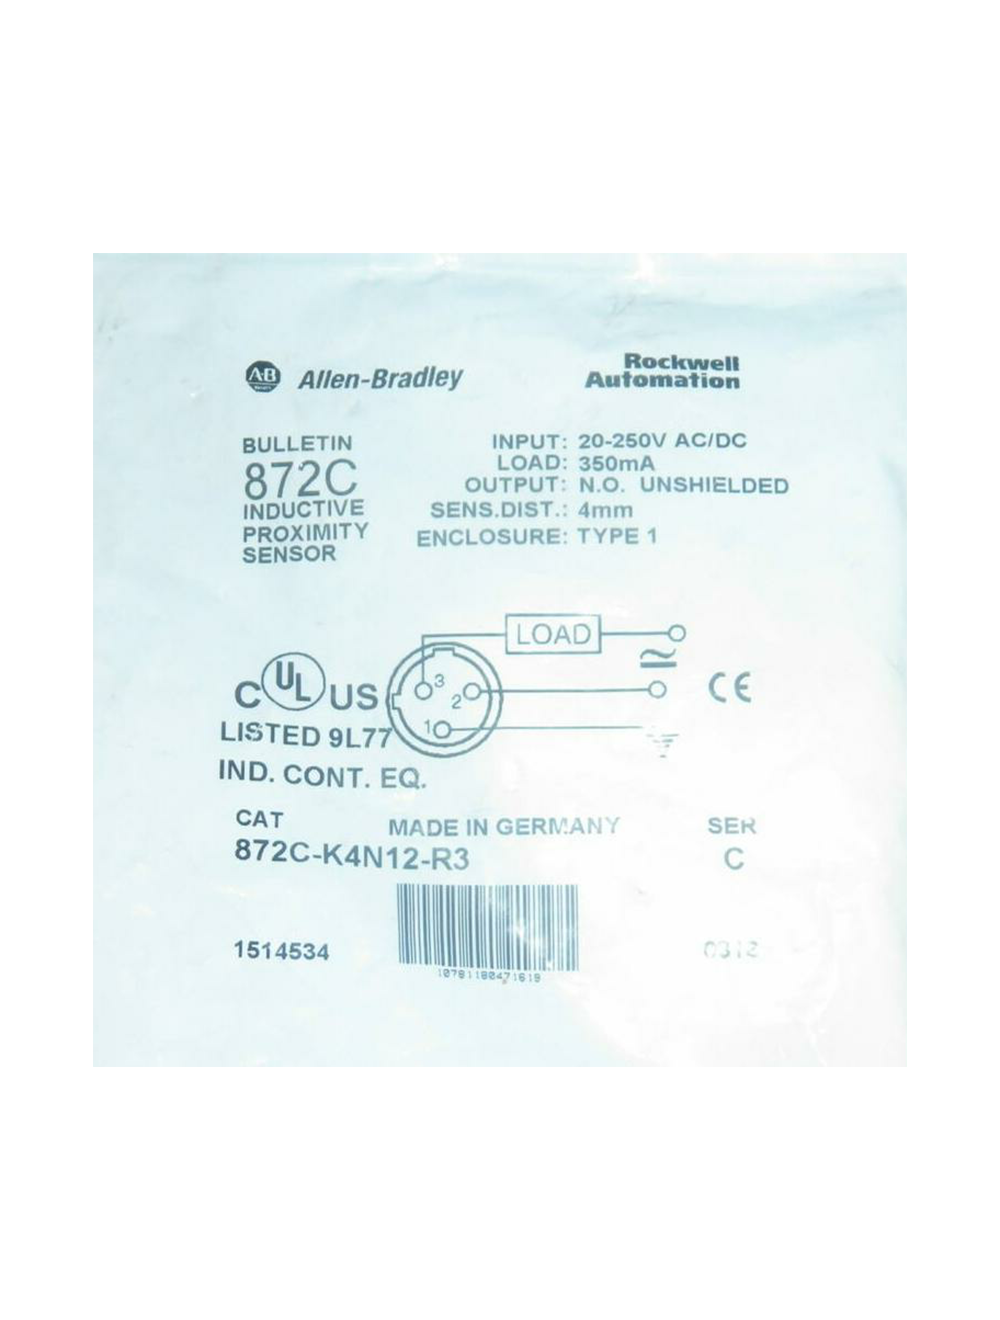 A-B Allen-Bradley
Rockwell
Automation
BULLETIN
872C
INDUCTIVE
PROXIMITY
SENSOR
INPUT: 20-250V AC/DC
LOAD: 350mA
OUTPUT: N.O. UNSHIELDED
SENS.DIST.: 4mm
ENCLOSURE: TYPE 1
LOAD
3
2
1
C UL US
CE
LISTED 9L77
IND. CONT. EQ.
CAT MADE IN GERMANY SER
872C-K4N12-R3 C
1514534
10781180471619
0312